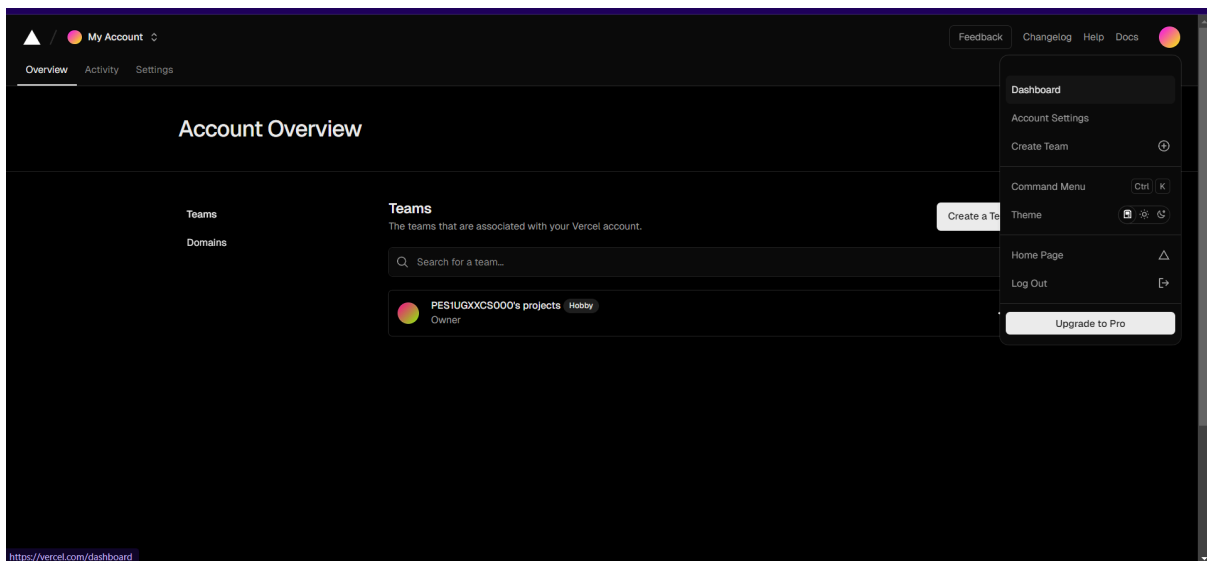 My Account
Feedback
Changelog
Help
Docs
Overview
Activity
Settings
Dashboard
Account Settings
Create Team
Command Menu
Ctrl K
Theme
Home Page
Log Out
Upgrade to Pro
Account Overview
Teams
Domains
Teams
The teams that are associated with your Vercel account.
Create a Te
Search for a team...
PES1UGXXCS000's projects Hobby
Owner
https://vercel.com/dashboard